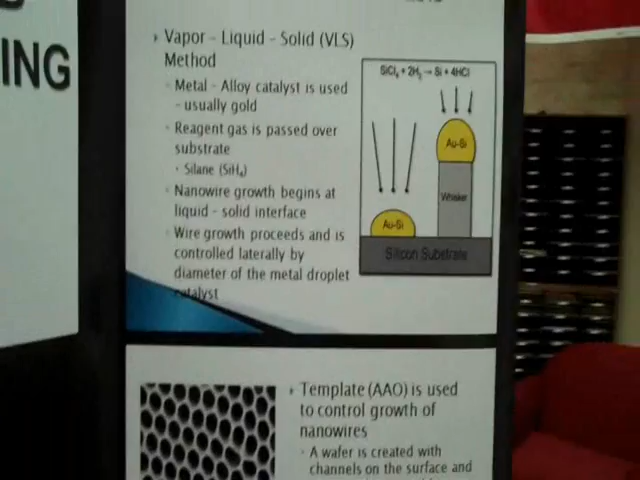 ING
Vapor - Liquid - Solid (VLS)
Method
Metal - Alloy catalyst is used
- usually gold
Reagent gas is passed over
substrate
Silane (SiH₄)
Nanowire growth begins at
liquid - solid interface
Wire growth proceeds and is
controlled laterally by
diameter of the metal droplet
catalyst
SiCl₄ + 2H₂ → Si + 4HCl
Au-Si
Whisker
Au-Si
Silicon Substrate
Template (AAO) is used
to control growth of
nanowires
A wafer is created with
channels on the surface and